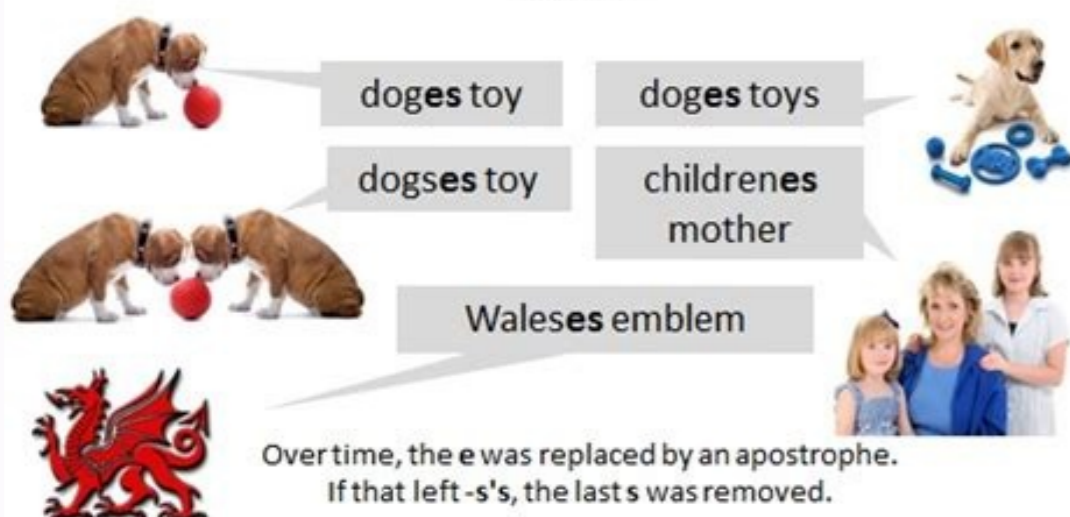 doges toy
doges toys
dogses toy
childrenes
mother
Waleses emblem
Over time, the e was replaced by an apostrophe.
If that left -s's, the last s was removed.